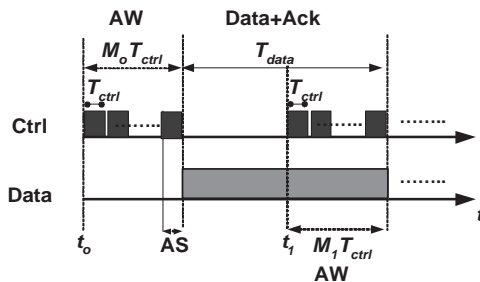 AW Data+Ack
MoTctrl Tdata
Tctrl Tctrl
Ctrl ........ ........ ........
Data ........
to AS t1 M1Tctrl t
AW